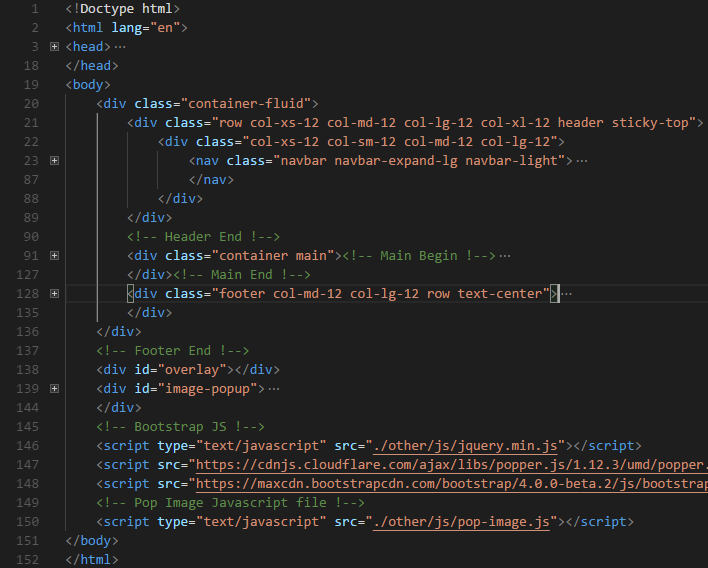 1 <!Doctype html>
2 <html lang="en">
3 <head>…
18 </head>
19 <body>
20 <div class="container-fluid">
21 <div class="row col-xs-12 col-md-12 col-lg-12 col-xl-12 header sticky-top">
22 <div class="col-xs-12 col-sm-12 col-md-12 col-lg-12">
23 <nav class="navbar navbar-expand-lg navbar-light">…
87 </nav>
88 </div>
89 </div>
90 <!-- Header End !-->
91 <div class="container main"><!-- Main Begin !-->…
127 </div><!-- Main End !-->
128 <div class="footer col-md-12 col-lg-12 row text-center">…
135 </div>
136 </div>
137 <!-- Footer End !-->
138 <div id="overlay"></div>
139 <div id="image-popup">…
144 </div>
145 <!-- Bootstrap JS !-->
146 <script type="text/javascript" src="./other/js/jquery.min.js"></script>
147 <script src="https://cdnjs.cloudflare.com/ajax/libs/popper.js/1.12.3/umd/popper.
148 <script src="https://maxcdn.bootstrapcdn.com/bootstrap/4.0.0-beta.2/js/bootstrap
149 <!-- Pop Image Javascript file !-->
150 <script type="text/javascript" src="./other/js/pop-image.js"></script>
151 </body>
152 </html>